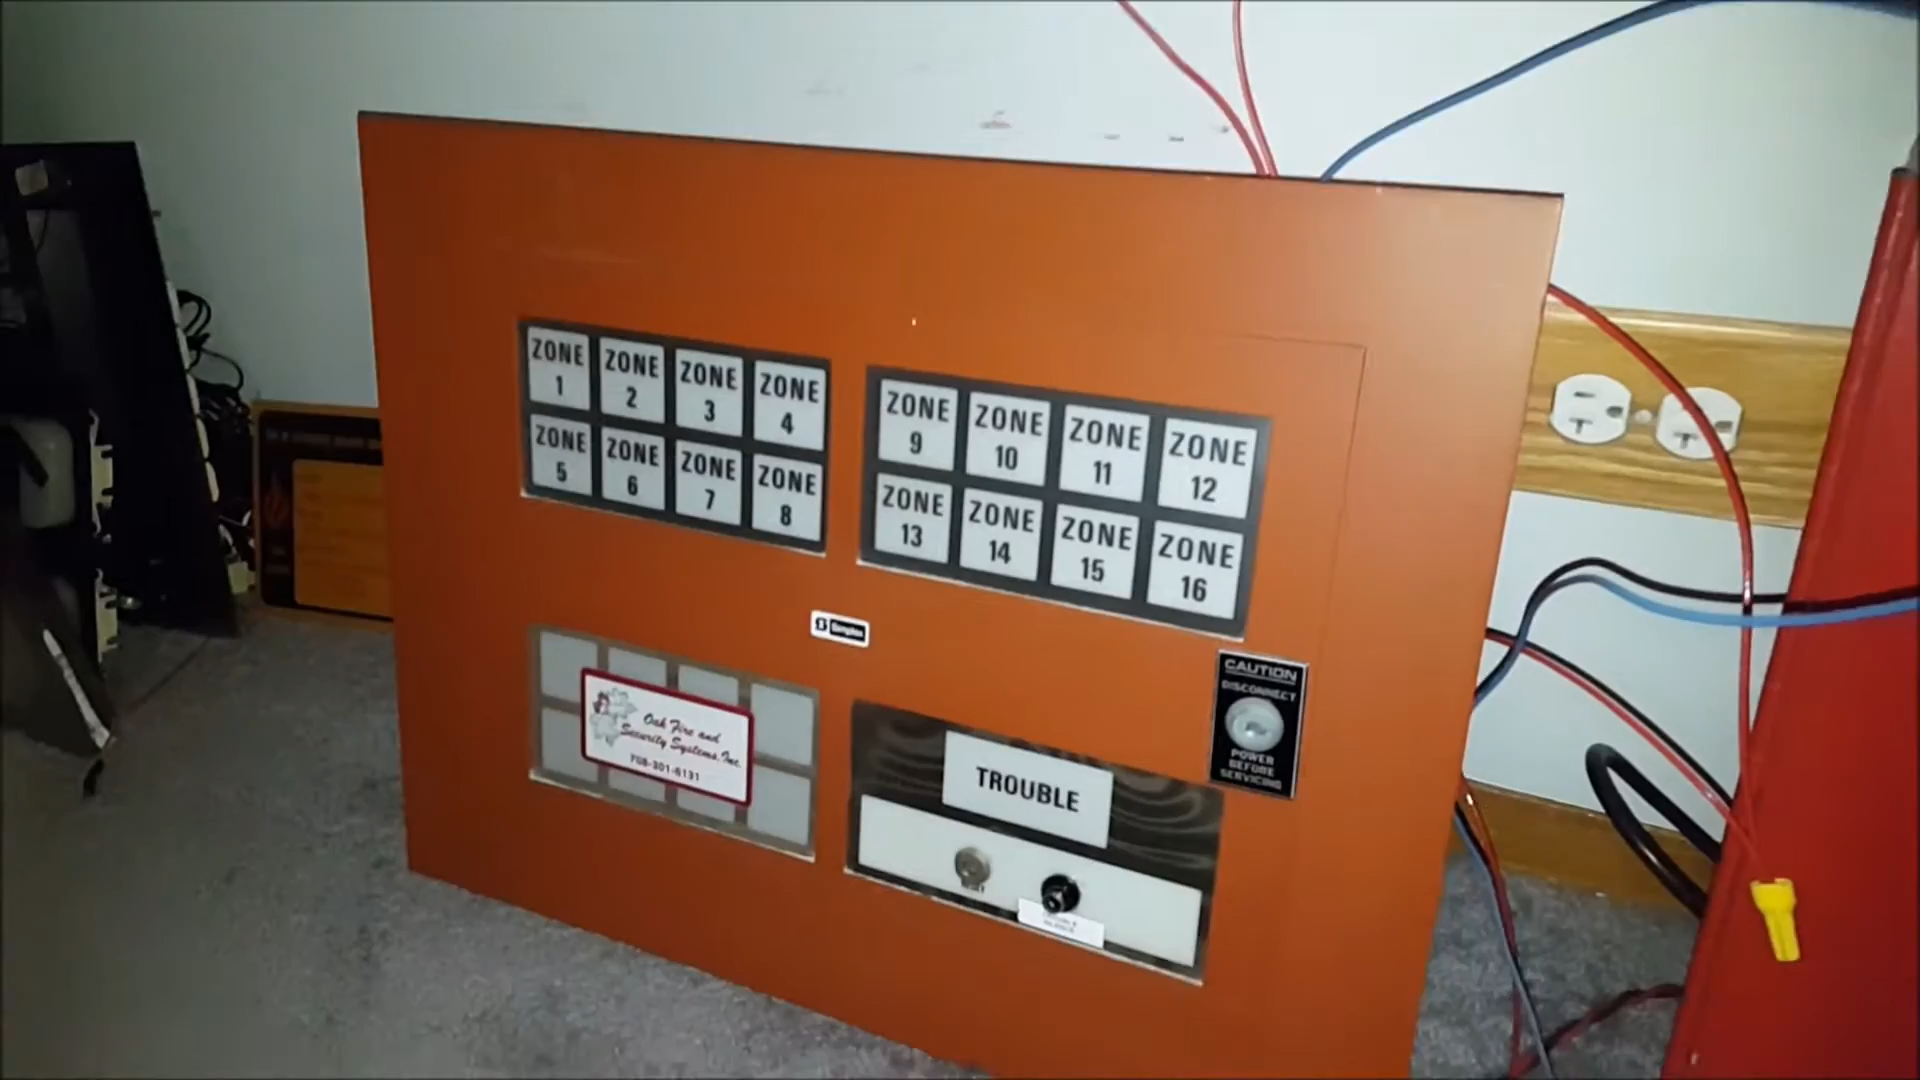 ZONE
1
ZONE
2
ZONE
3
ZONE
4
ZONE
5
ZONE
6
ZONE
7
ZONE
8
ZONE
9
ZONE
10
ZONE
11
ZONE
12
ZONE
13
ZONE
14
ZONE
15
ZONE
16
Oak Fire and
Security Systems, Inc.
708-301-6131
CAUTION
DISCONNECT
POWER
BEFORE
SERVICING
TROUBLE
RESET